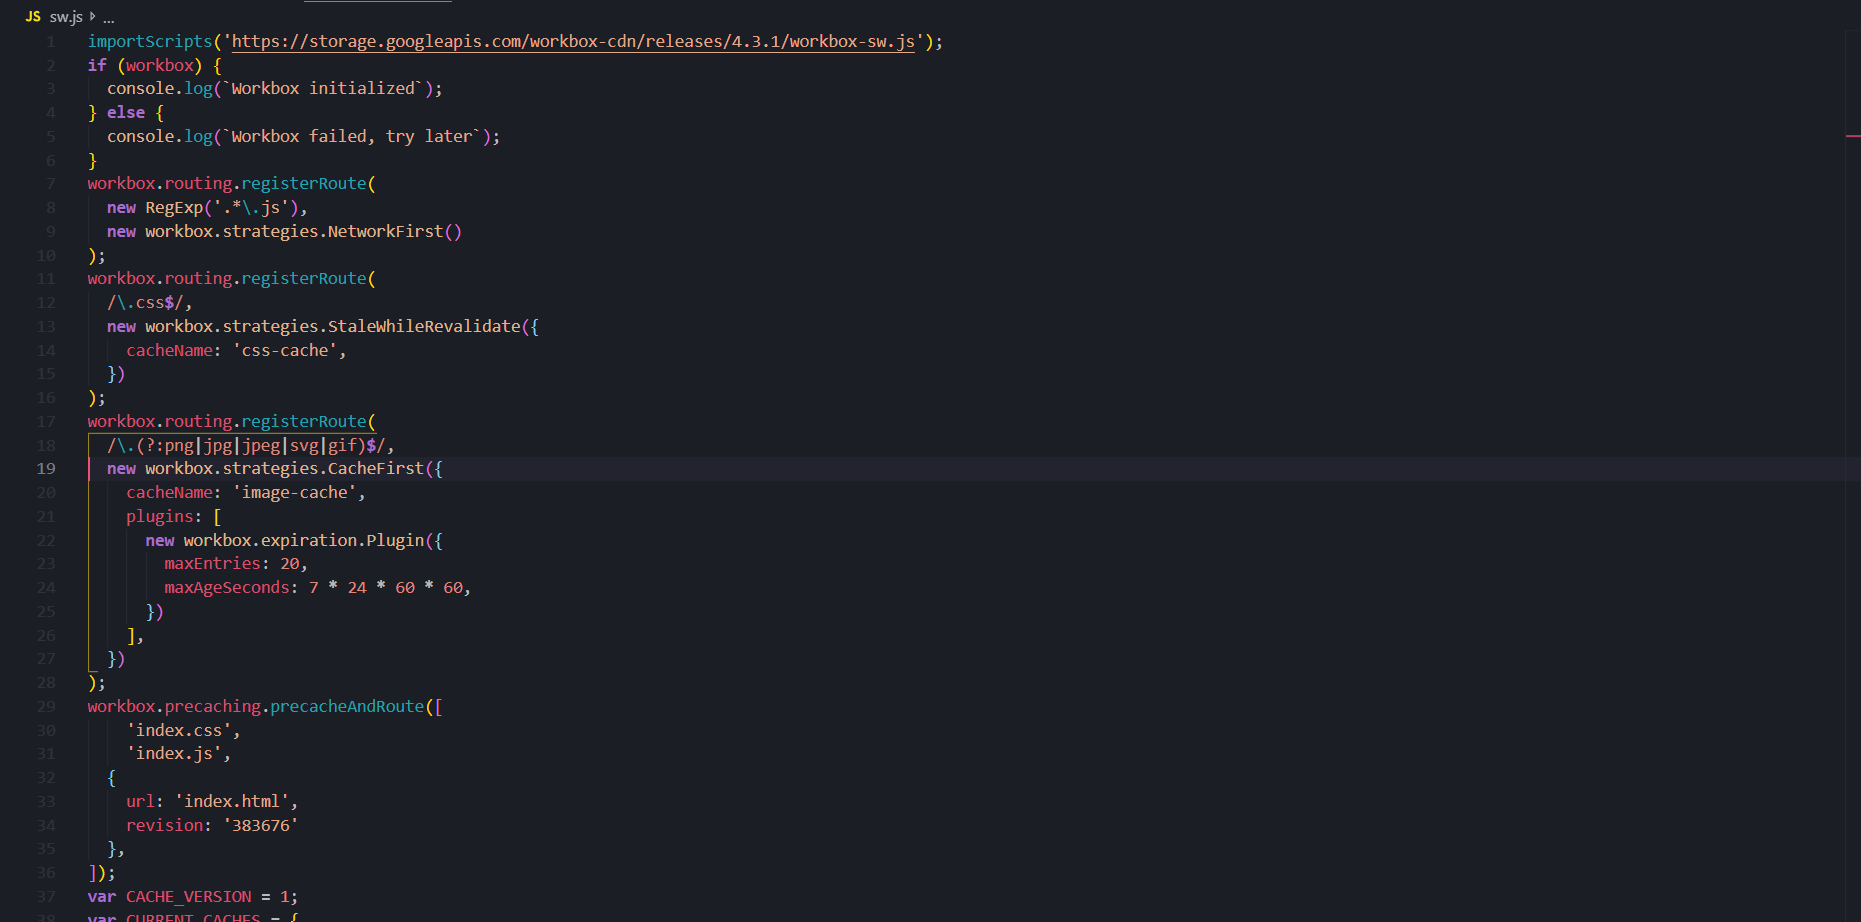 JS sw.js ...
1 importScripts('https://storage.googleapis.com/workbox-cdn/releases/4.3.1/workbox-sw.js');
2 if (workbox) {
3 console.log(`Workbox initialized`);
4 } else {
5 console.log(`Workbox failed, try later`);
6 }
7 workbox.routing.registerRoute(
8 new RegExp('.*\.js'),
9 new workbox.strategies.NetworkFirst()
10 );
11 workbox.routing.registerRoute(
12 /\.css$/,
13 new workbox.strategies.StaleWhileRevalidate({
14 cacheName: 'css-cache',
15 })
16 );
17 workbox.routing.registerRoute(
18 /\.(?:png|jpg|jpeg|svg|gif)$/,
19 new workbox.strategies.CacheFirst({
20 cacheName: 'image-cache',
21 plugins: [
22 new workbox.expiration.Plugin({
23 maxEntries: 20,
24 maxAgeSeconds: 7 * 24 * 60 * 60,
25 })
26 ],
27 })
28 );
29 workbox.precaching.precacheAndRoute([
30 'index.css',
31 'index.js',
32 {
33 url: 'index.html',
34 revision: '383676'
35 },
36 ]);
37 var CACHE_VERSION = 1;
38 var CURRENT_CACHES = {